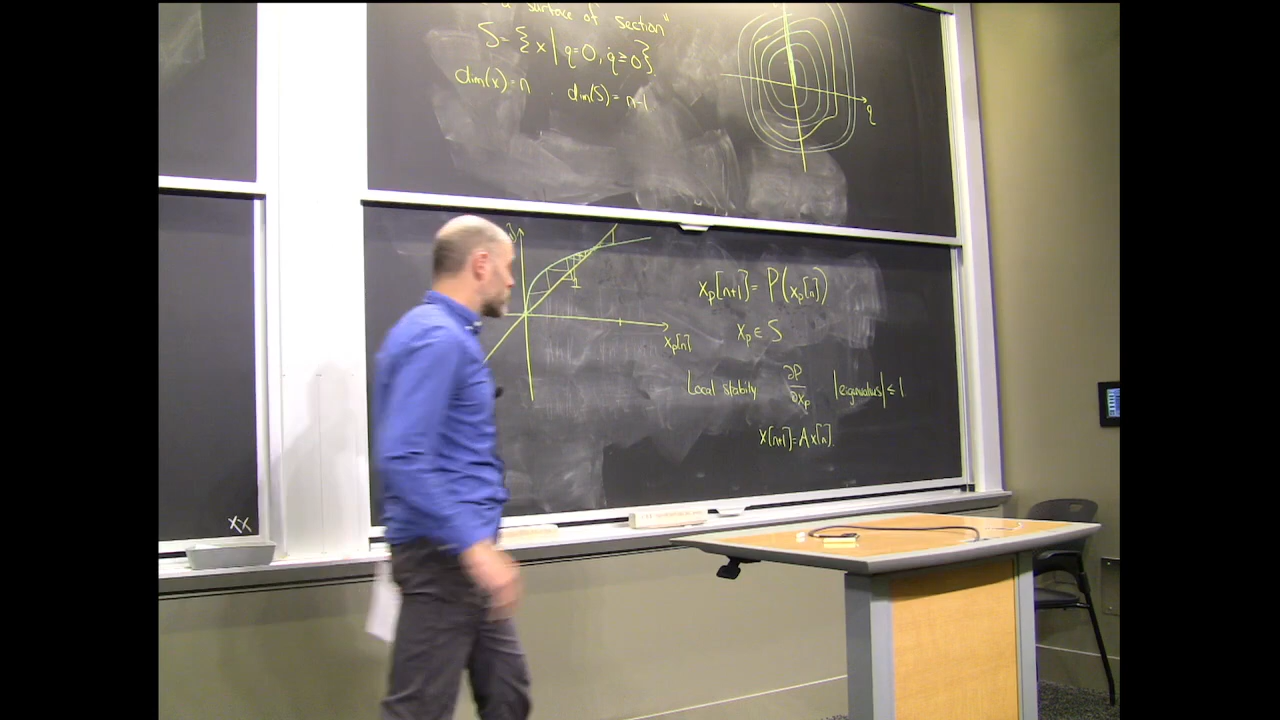 a surface of section"
S = { x | q=0, q̇≥0 }
dim(x) = n . dim(S) = n-1
q
x_p[n+1] = P(x_p[n])
x_p ∈ S
x_p[n]
Local stabily ∂P/∂x_p |eigenvalues| ≤ 1
x[n+1] = A x[n]
XX